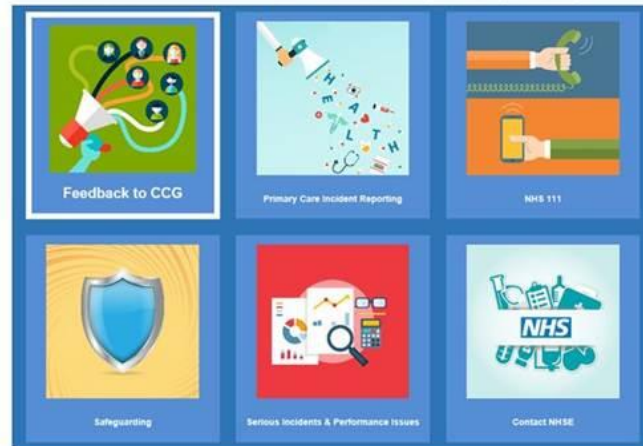 Feedback to CCG
HEALTH
Primary Care Incident Reporting
NHS 111
NHS
Safeguarding
Serious Incidents & Performance Issues
Contact NHSE